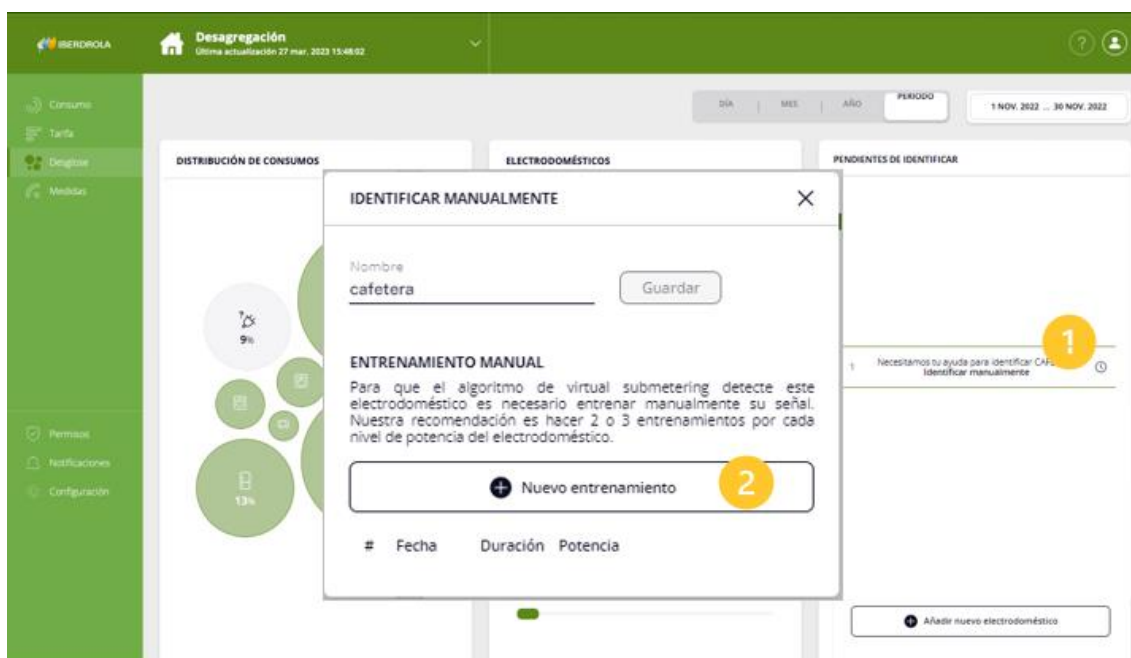 IBERDROLA
Desagregación
Última actualización 27 mar, 2023 15:48:02
?
Consumo
Tarifa
Desglose
Medidas
Permisos
Notificaciones
Configuración
DÍA | MES | AÑO
PERIODO
1 NOV. 2022 ... 30 NOV. 2022
DISTRIBUCIÓN DE CONSUMOS
ELECTRODOMÉSTICOS
PENDIENTES DE IDENTIFICAR
?
9%
13%
IDENTIFICAR MANUALMENTE
Nombre
cafetera
Guardar
ENTRENAMIENTO MANUAL
Para que el algoritmo de virtual submetering detecte este
electrodoméstico es necesario entrenar manualmente su señal.
Nuestra recomendación es hacer 2 o 3 entrenamientos por cada
nivel de potencia del electrodoméstico.
Nuevo entrenamiento
2
# Fecha Duración Potencia
1
1 Necesitamos tu ayuda para identificar
Identificar manualmente
Añadir nuevo electrodoméstico